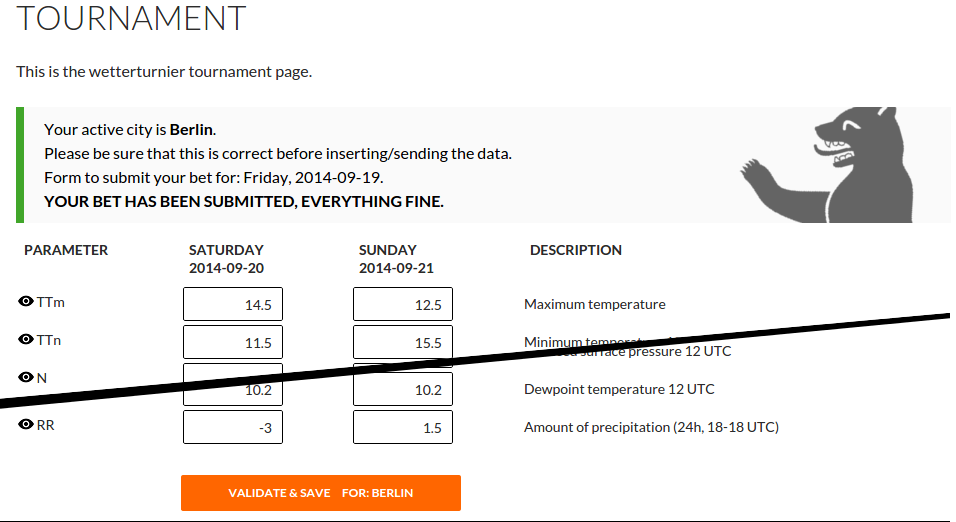 TOURNAMENT
This is the wetterturnier tournament page.
Your active city is Berlin.
Please be sure that this is correct before inserting/sending the data.
Form to submit your bet for: Friday, 2014-09-19.
YOUR BET HAS BEEN SUBMITTED, EVERYTHING FINE.
PARAMETER SATURDAY SUNDAY DESCRIPTION
2014-09-20 2014-09-21
TTm 14.5 12.5 Maximum temperature
TTn 11.5 15.5 Minimum temperature
surface pressure 12 UTC
N
10.2 10.2 Dewpoint temperature 12 UTC
RR -3 1.5 Amount of precipitation (24h, 18-18 UTC)
VALIDATE & SAVE FOR: BERLIN